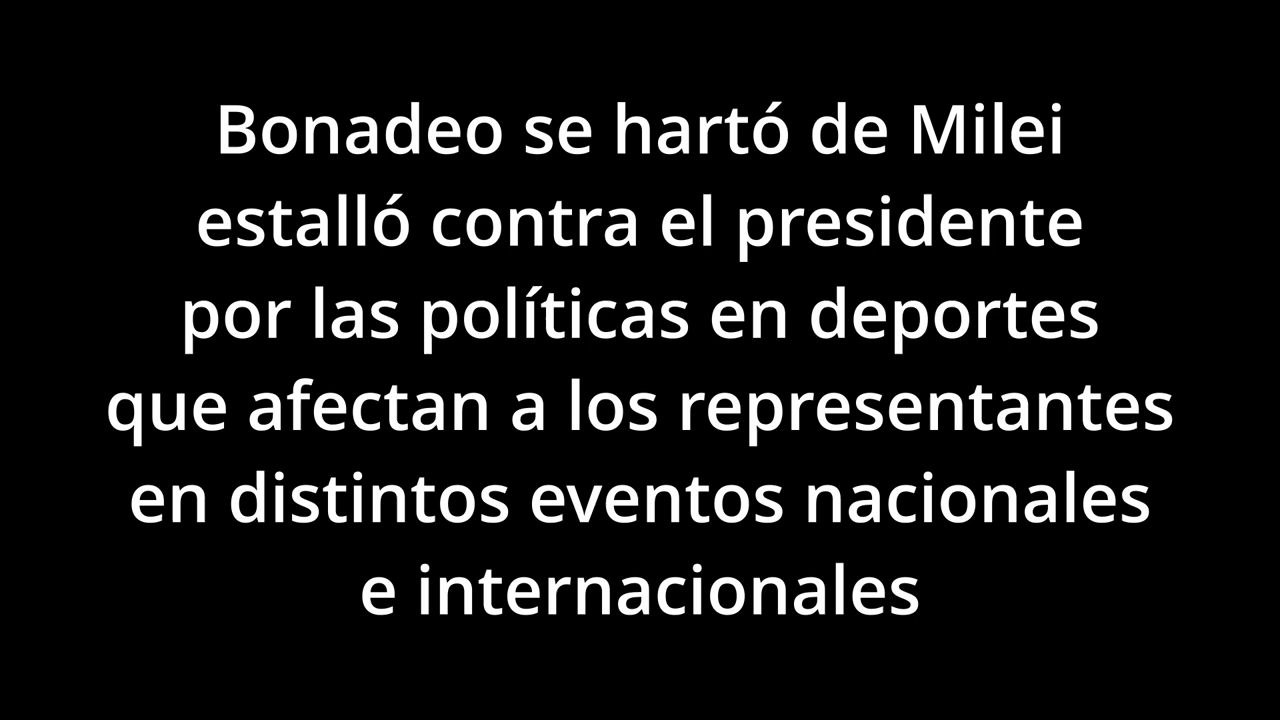 Bonadeo se hartó de Milei
estalló contra el presidente
por las políticas en deportes
que afectan a los representantes
en distintos eventos nacionales
e internacionales